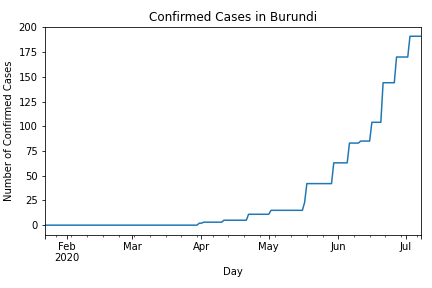 Confirmed Cases in Burundi
Number of Confirmed Cases
200
175
150
125
100
75
50
25
0
Feb
2020
Mar
Apr
May
Jun
Jul
Day